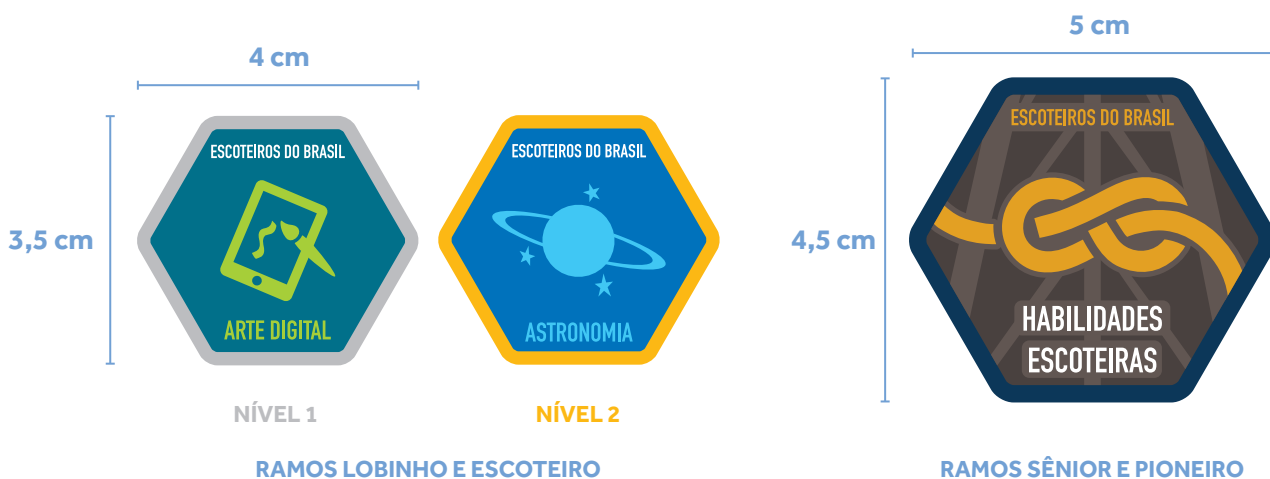 4 cm
3,5 cm
ESCOTEIROS DO BRASIL
ARTE DIGITAL
NÍVEL 1
ESCOTEIROS DO BRASIL
ASTRONOMIA
NÍVEL 2
RAMOS LOBINHO E ESCOTEIRO
5 cm
4,5 cm
ESCOTEIROS DO BRASIL
HABILIDADES
ESCOTEIRAS
RAMOS SÊNIOR E PIONEIRO